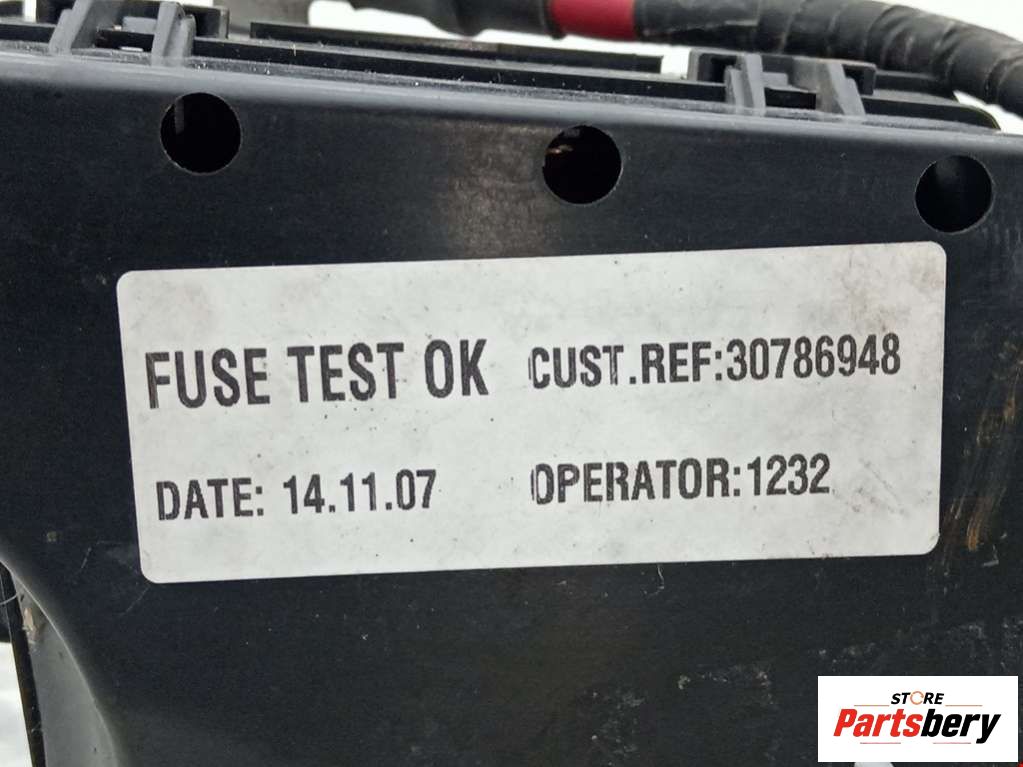 FUSE TEST OK CUST.REF:30786948
DATE: 14.11.07 OPERATOR:1232
STORE
Partsbery